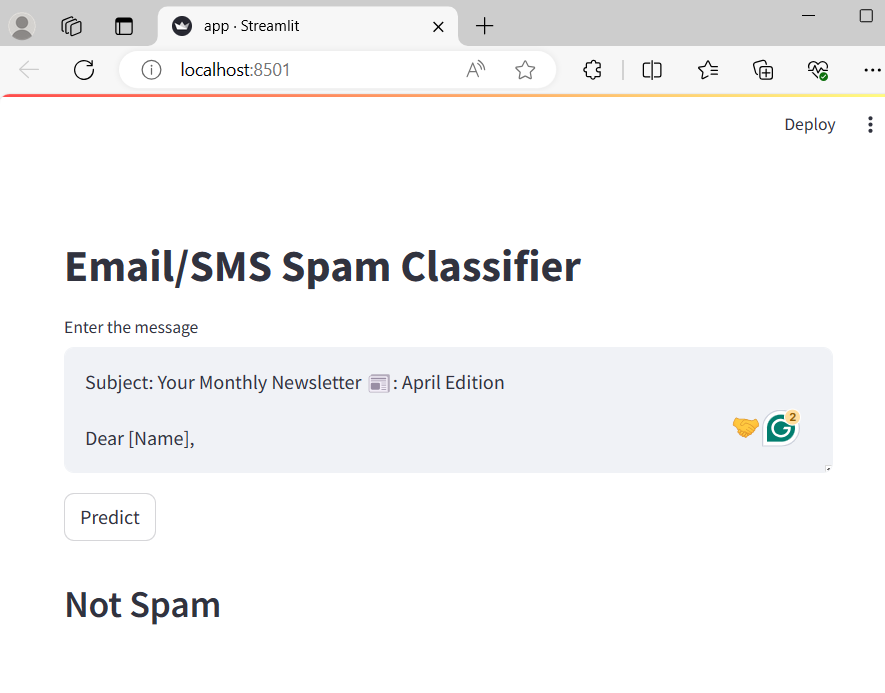 app · Streamlit
localhost:8501
Deploy
Email/SMS Spam Classifier
Enter the message
Subject: Your Monthly Newsletter 📰: April Edition
Dear [Name],
2
Predict
Not Spam